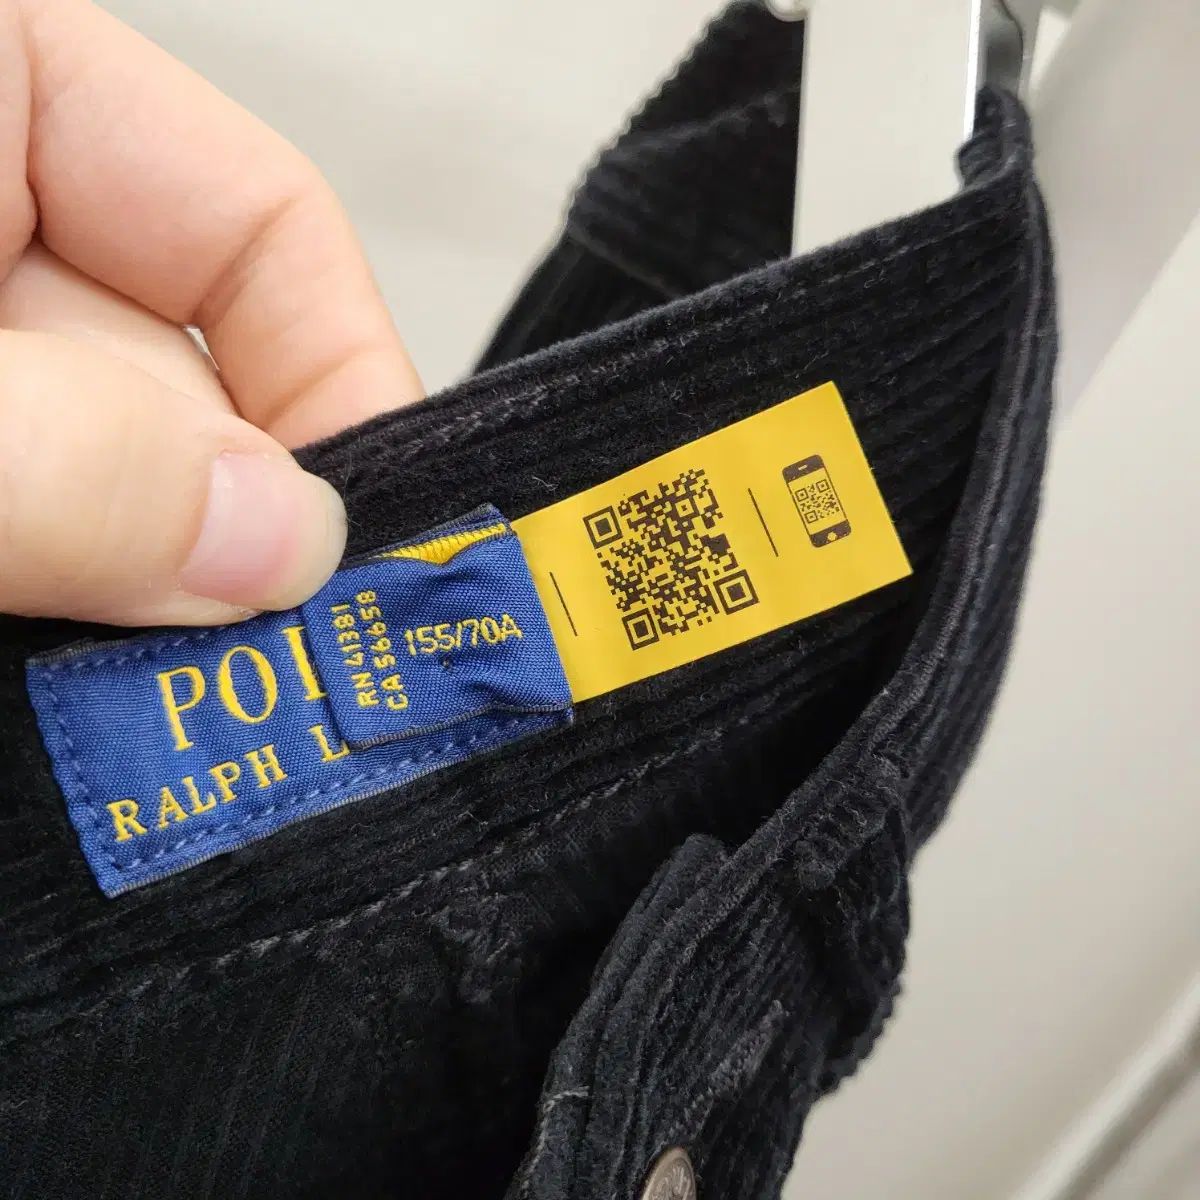 POL
RALPH L
RN 41381
CA 56658
155/70A